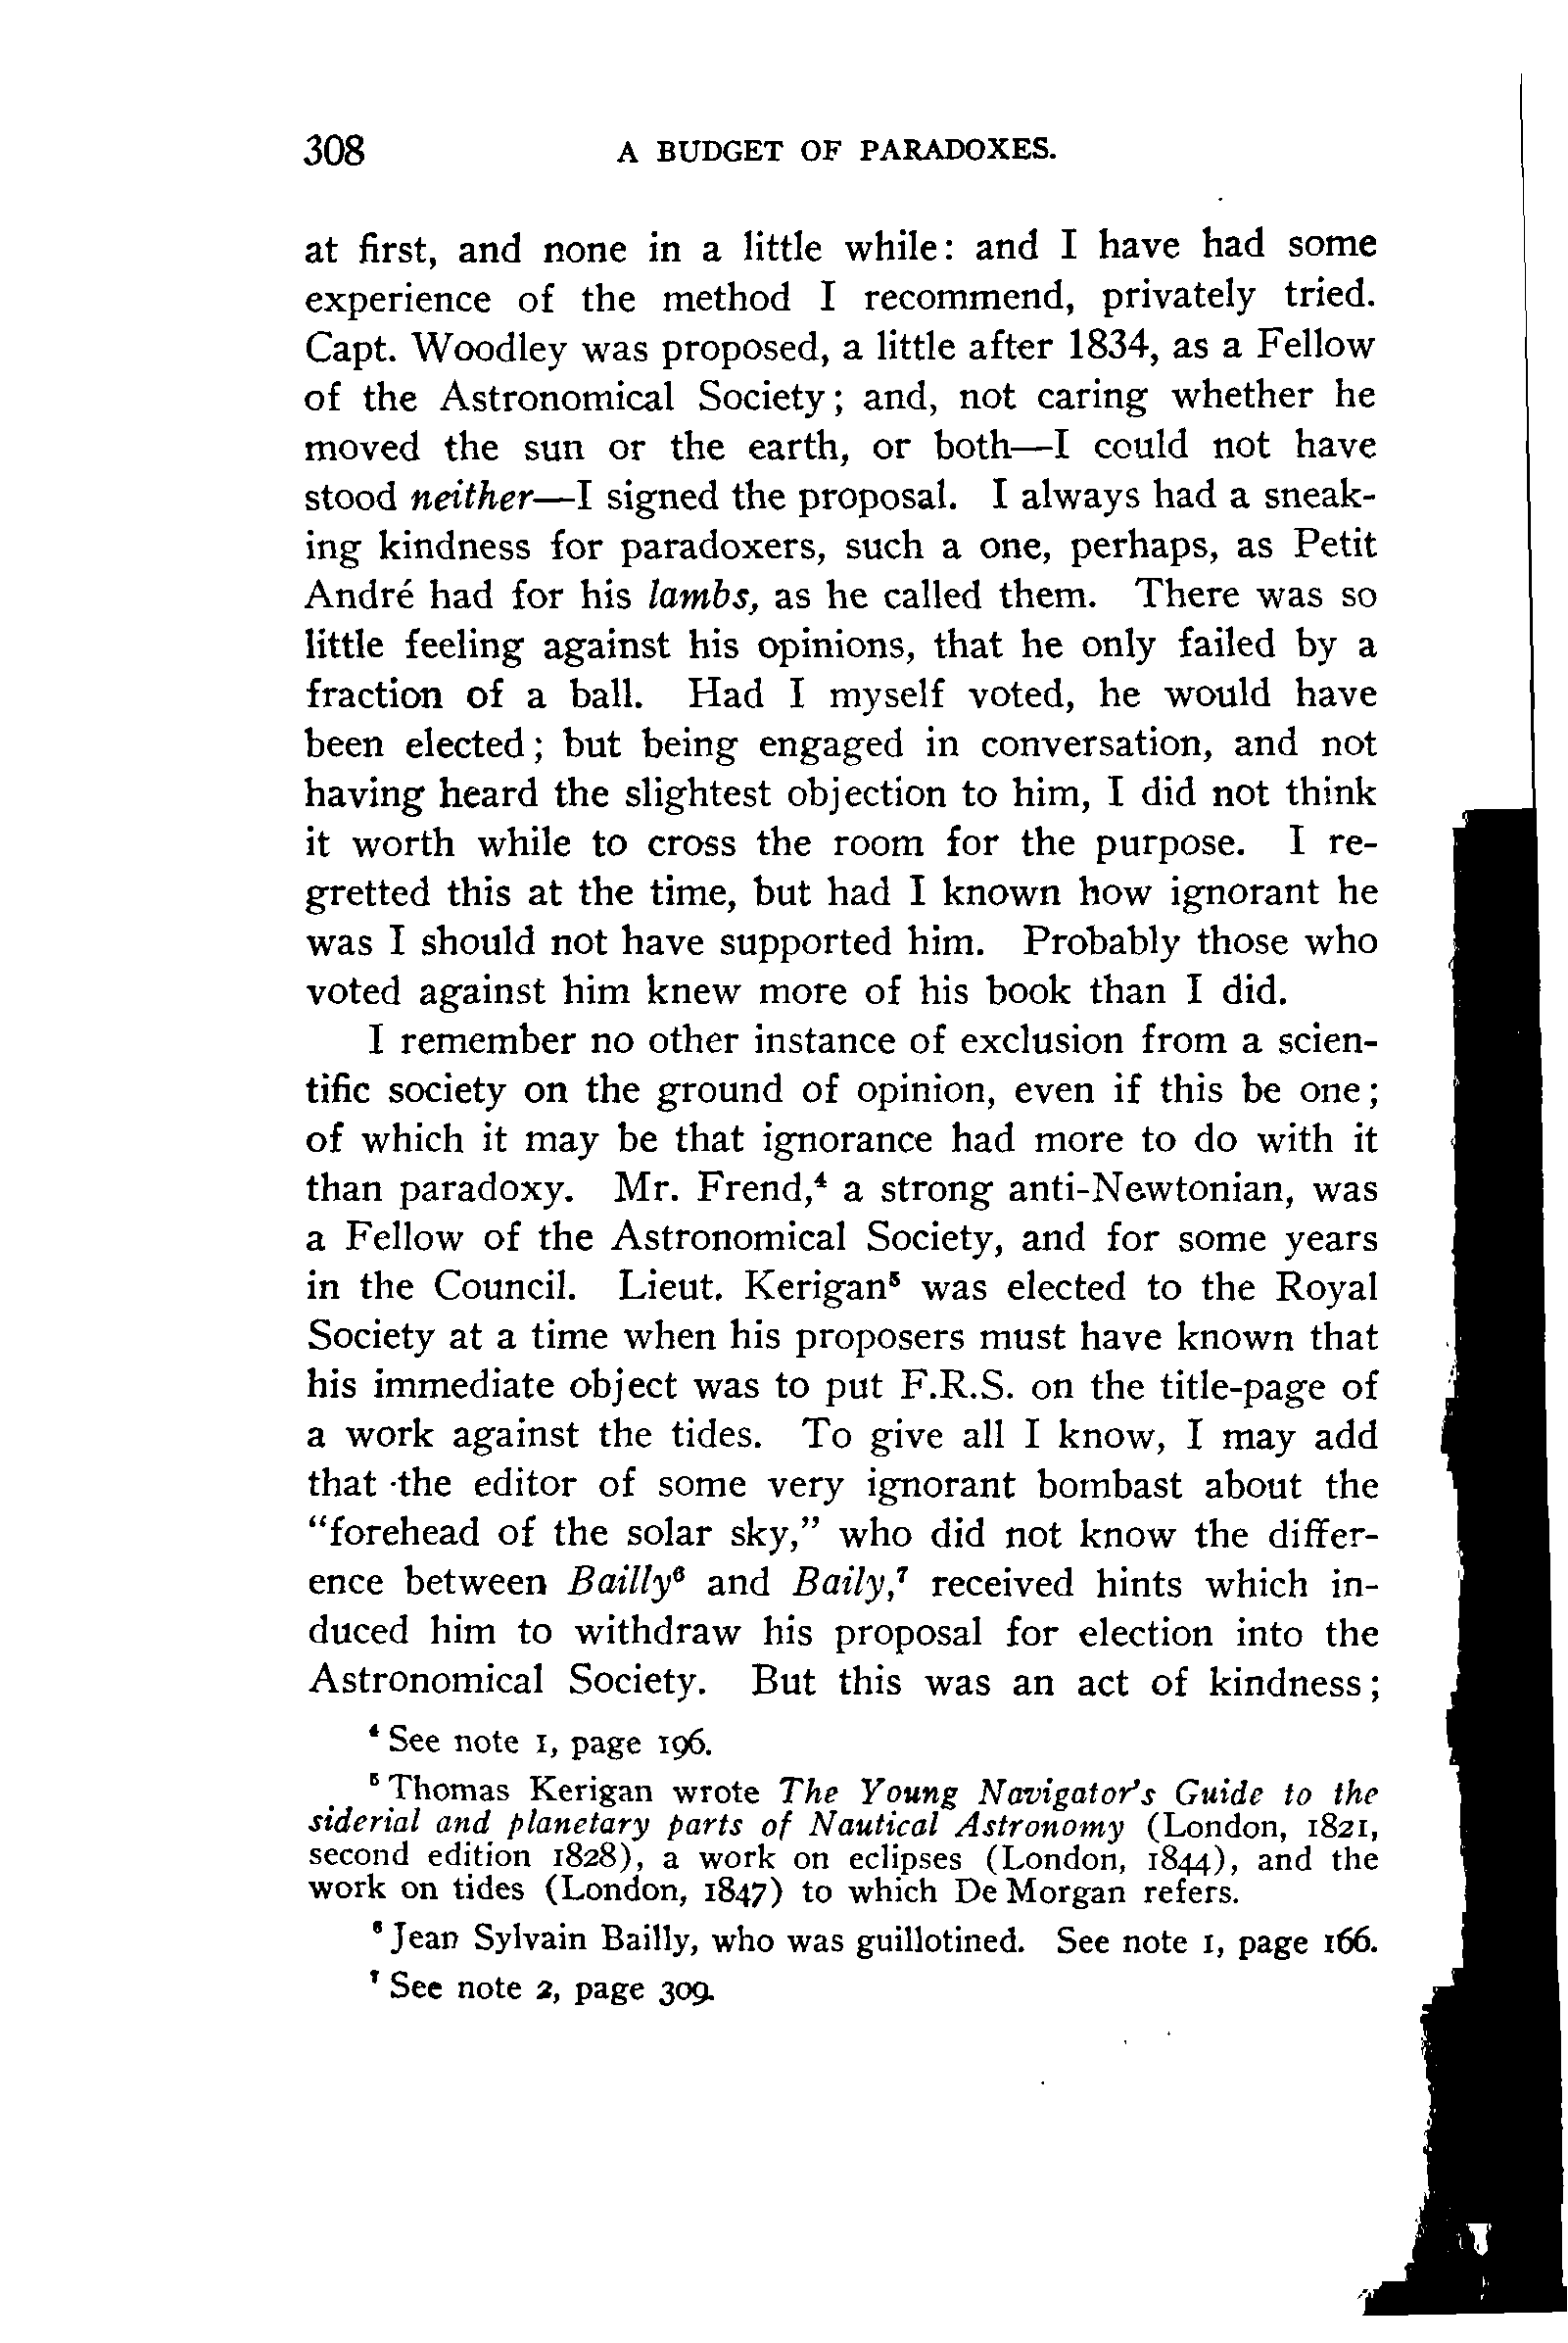 308 A BUDGET OF PARADOXES.
at first, and none in a little while: and I have had some
experience of the method I recommend, privately tried.
Capt. Woodley was proposed, a little after 1834, as a Fellow
of the Astronomical Society; and, not caring whether he
moved the sun or the earth, or both—I could not have
stood neither—I signed the proposal. I always had a sneak-
ing kindness for paradoxers, such a one, perhaps, as Petit
André had for his lambs, as he called them. There was so
little feeling against his opinions, that he only failed by a
fraction of a ball. Had I myself voted, he would have
been elected; but being engaged in conversation, and not
having heard the slightest objection to him, I did not think
it worth while to cross the room for the purpose. I re-
gretted this at the time, but had I known how ignorant he
was I should not have supported him. Probably those who
voted against him knew more of his book than I did.
I remember no other instance of exclusion from a scien-
tific society on the ground of opinion, even if this be one;
of which it may be that ignorance had more to do with it
than paradoxy. Mr. Frend,⁴ a strong anti-Newtonian, was
a Fellow of the Astronomical Society, and for some years
in the Council. Lieut. Kerigan⁵ was elected to the Royal
Society at a time when his proposers must have known that
his immediate object was to put F.R.S. on the title-page of
a work against the tides. To give all I know, I may add
that the editor of some very ignorant bombast about the
“forehead of the solar sky,” who did not know the differ-
ence between Bailly⁶ and Baily,⁷ received hints which in-
duced him to withdraw his proposal for election into the
Astronomical Society. But this was an act of kindness;
⁴ See note 1, page 196.
⁵ Thomas Kerigan wrote The Young Navigator's Guide to the
siderial and planetary parts of Nautical Astronomy (London, 1821,
second edition 1828), a work on eclipses (London, 1844), and the
work on tides (London, 1847) to which De Morgan refers.
⁶ Jean Sylvain Bailly, who was guillotined. See note 1, page 166.
⁷ See note 2, page 309.